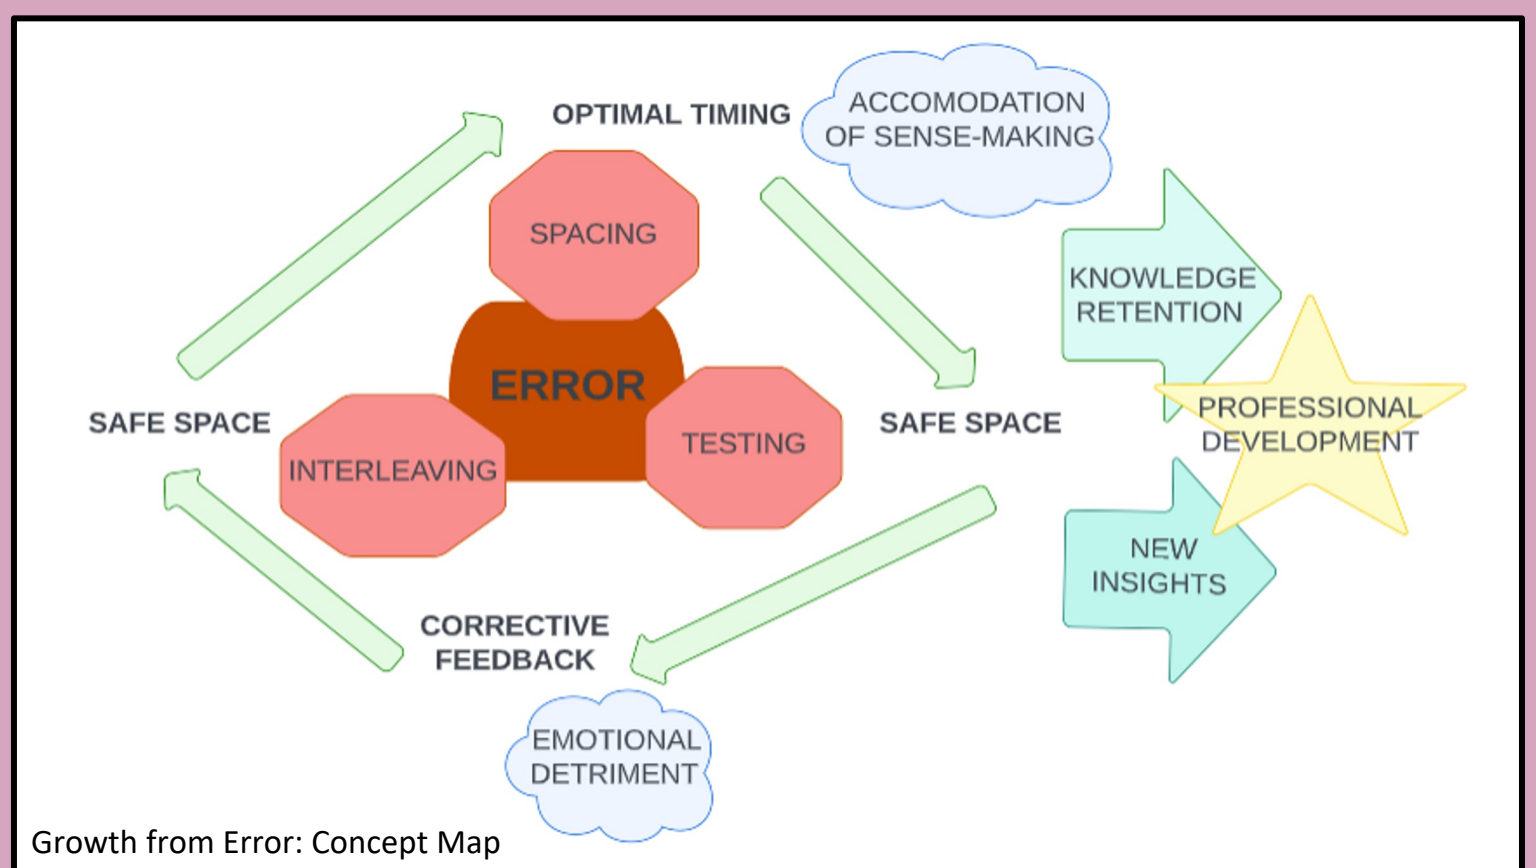 OPTIMAL TIMING
ACCOMODATION
OF SENSE-MAKING
SPACING
KNOWLEDGE
RETENTION
ERROR
SAFE SPACE
INTERLEAVING
TESTING
SAFE SPACE
PROFESSIONAL
DEVELOPMENT
NEW
INSIGHTS
CORRECTIVE
FEEDBACK
EMOTIONAL
DETRIMENT
Growth from Error: Concept Map